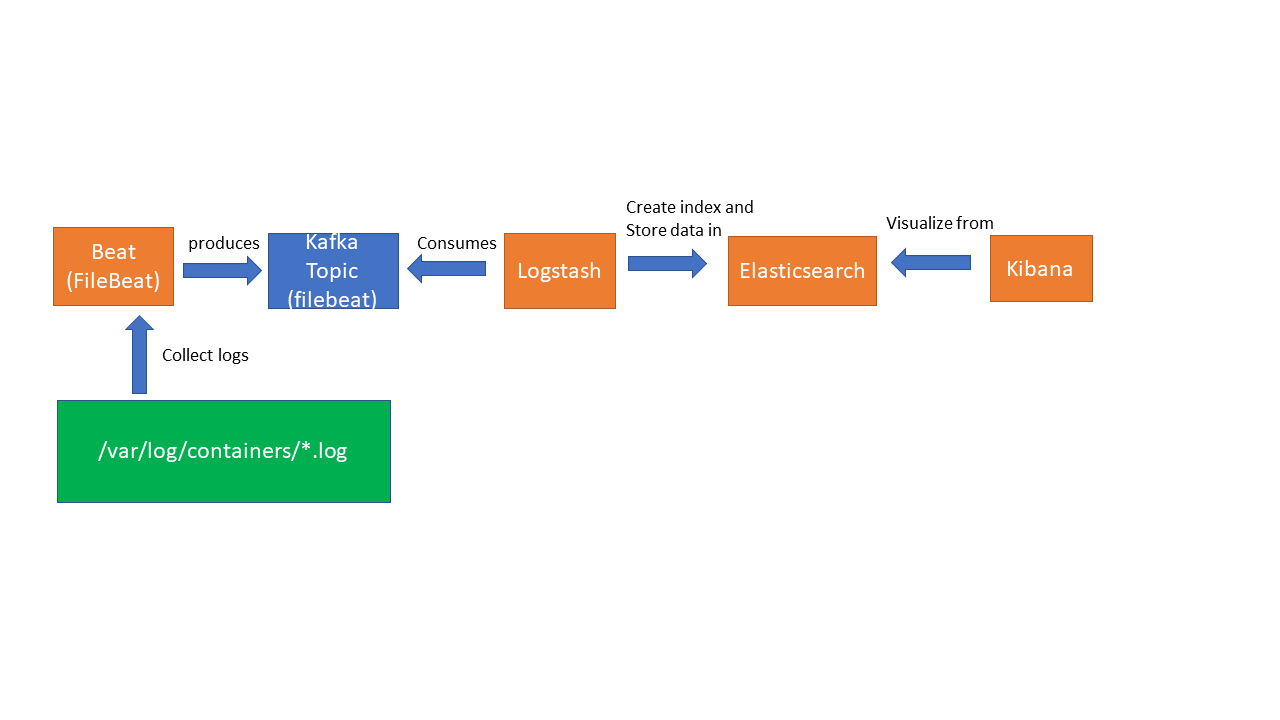 Create index and
Store data in
Visualize from
Beat
(FileBeat)
produces
Kafka
Topic
(filebeat)
Consumes
Logstash
Elasticsearch
Kibana
Collect logs
/var/log/containers/*.log